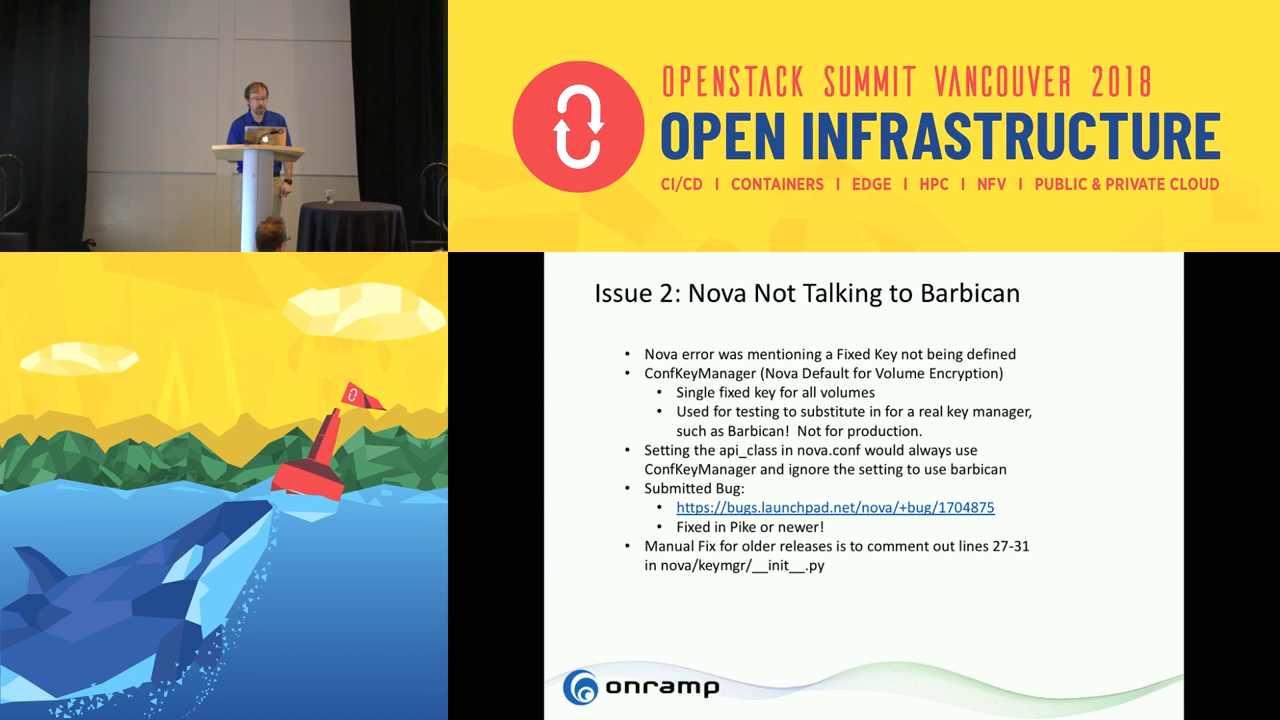 OPENSTACK SUMMIT VANCOUVER 2018
OPEN INFRASTRUCTURE
CI/CD | CONTAINERS | EDGE | HPC | NFV | PUBLIC & PRIVATE CLOUD
Issue 2: Nova Not Talking to Barbican
• Nova error was mentioning a Fixed Key not being defined
• ConfKeyManager (Nova Default for Volume Encryption)
• Single fixed key for all volumes
• Used for testing to substitute in for a real key manager,
such as Barbican! Not for production.
• Setting the api_class in nova.conf would always use
ConfKeyManager and ignore the setting to use barbican
• Submitted Bug:
• https://bugs.launchpad.net/nova/+bug/1704875
• Fixed in Pike or newer!
• Manual Fix for older releases is to comment out lines 27-31
in nova/keymgr/__init__.py
onramp